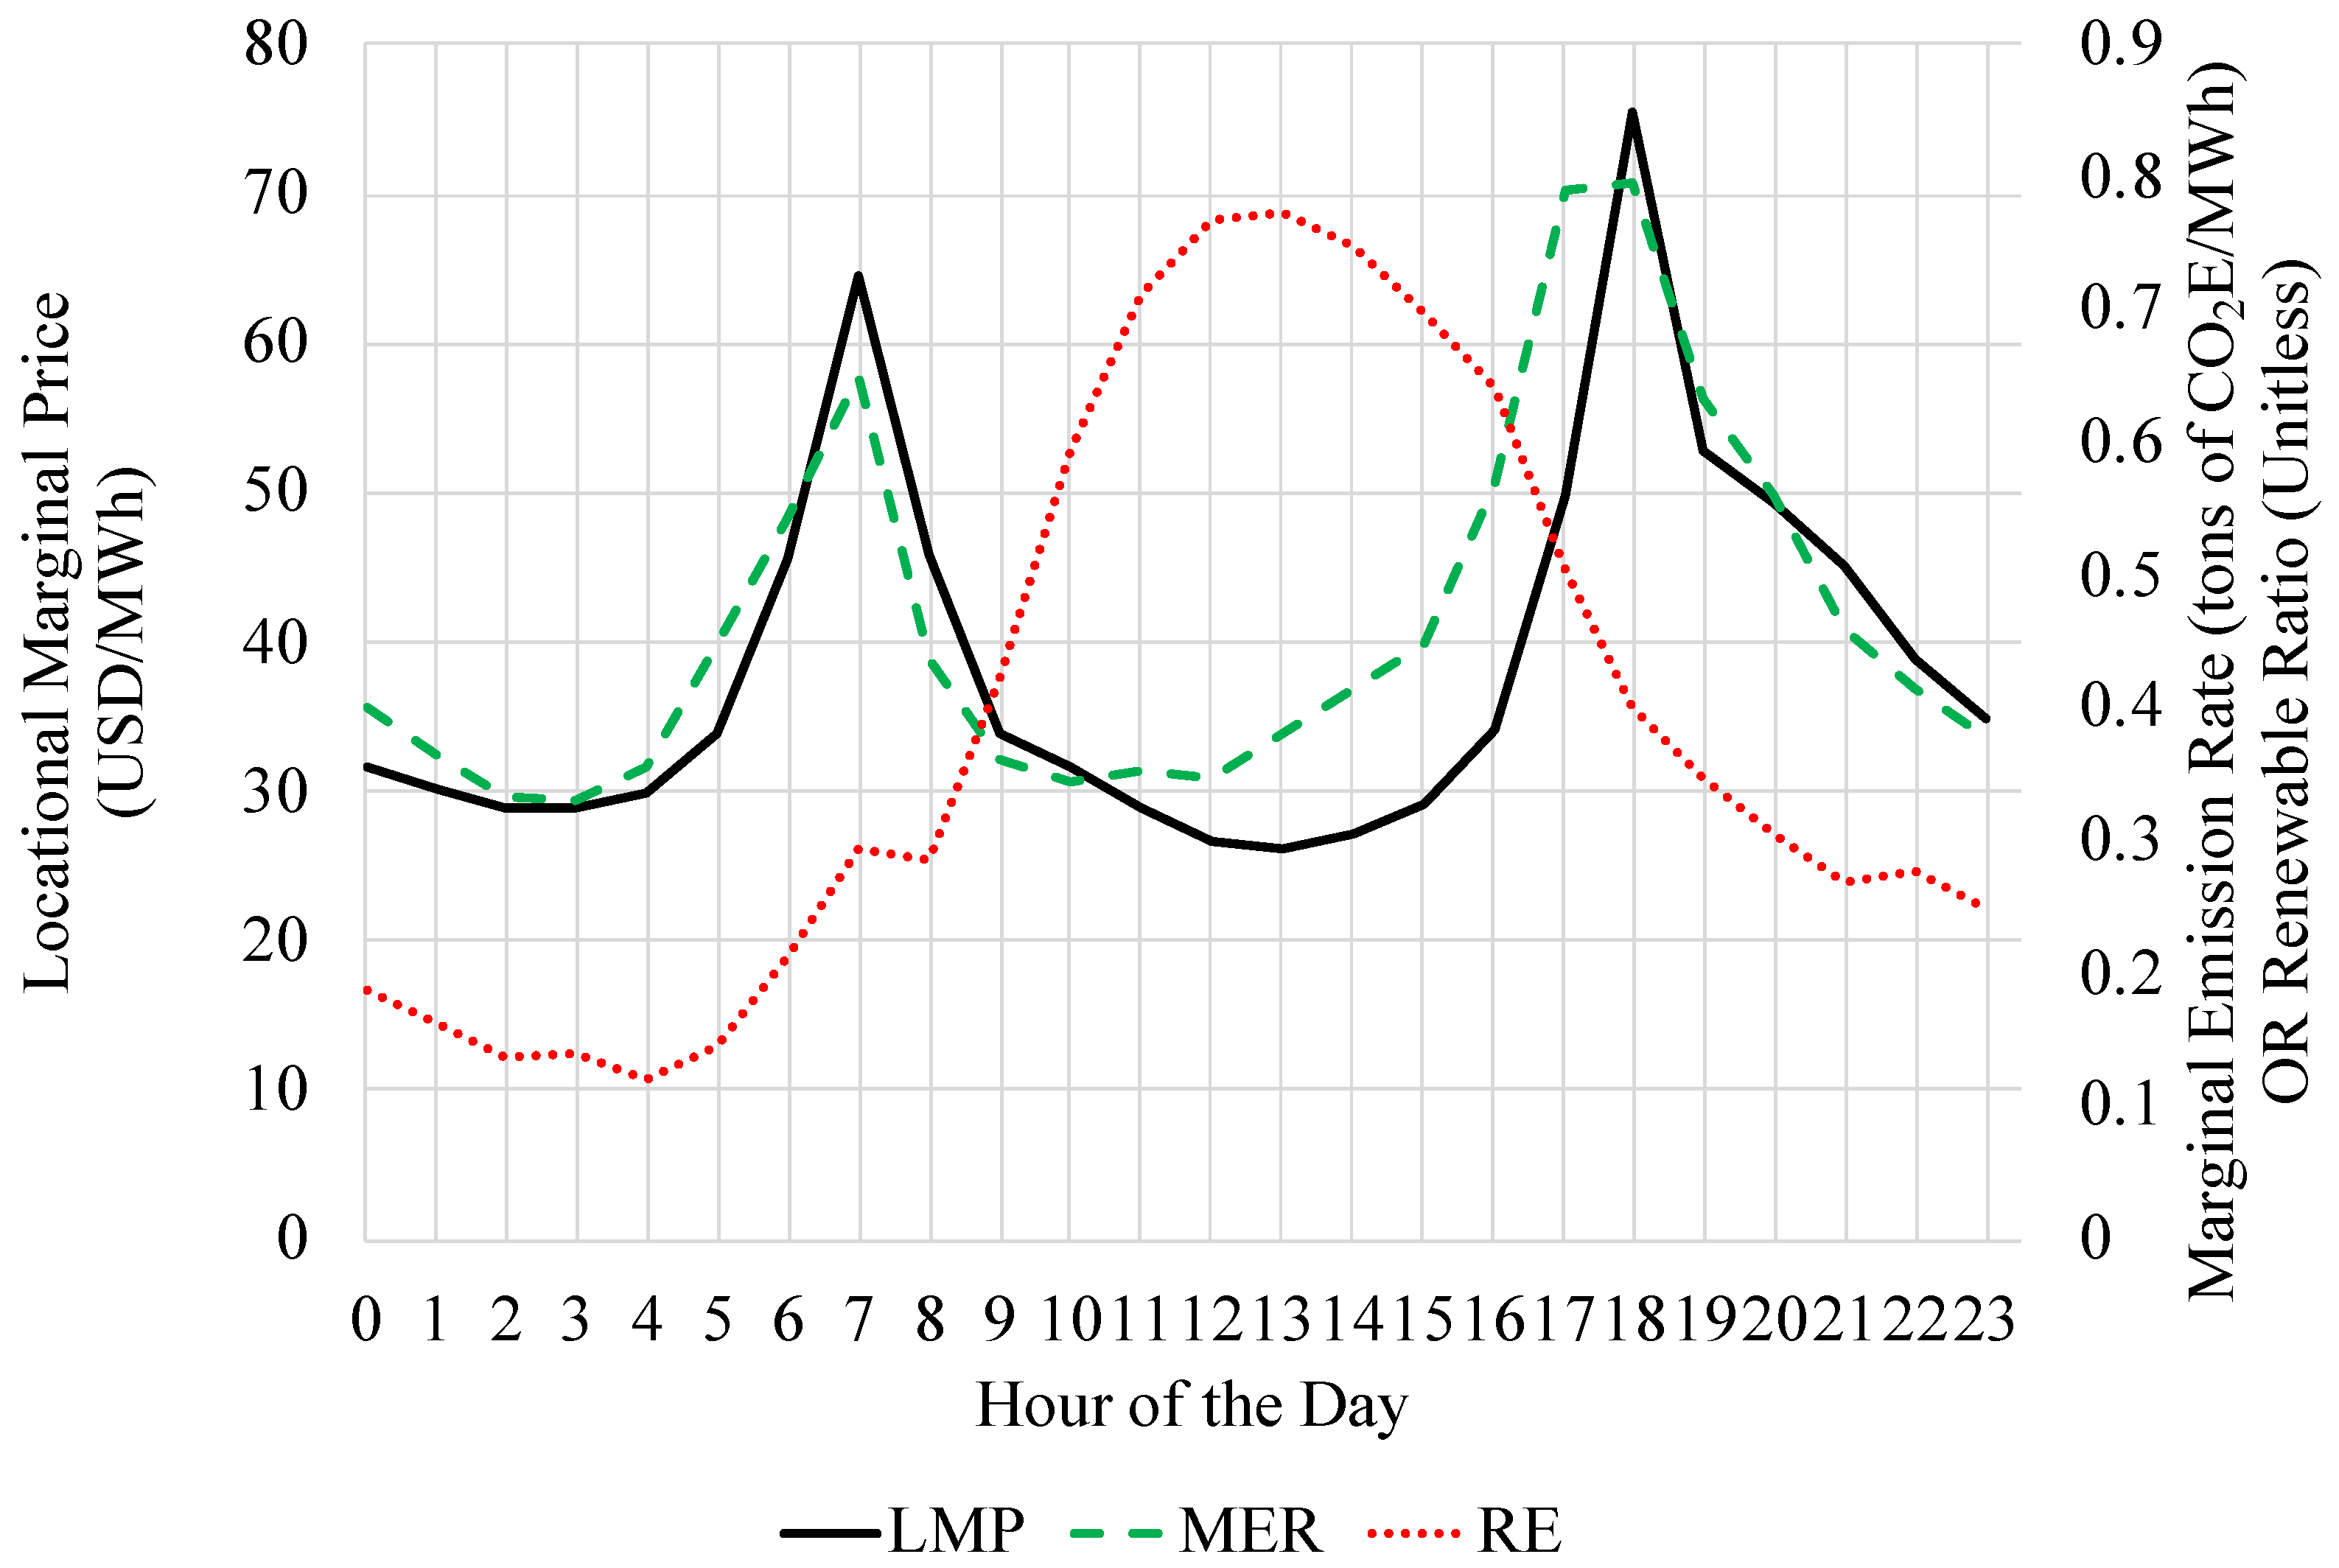 Locational Marginal Price
(USD/MWh)
80
70
60
50
40
30
20
10
0
0.9
0.8
0.7
0.6
0.5
0.4
0.3
0.2
0.1
0
Marginal Emission Rate (tons of CO₂E/MWh)
OR Renewable Ratio (Unitless)
0 1 2 3 4 5 6 7 8 9 10 11 12 13 14 15 16 17 18 19 20 21 22 23
Hour of the Day
LMP MER RE